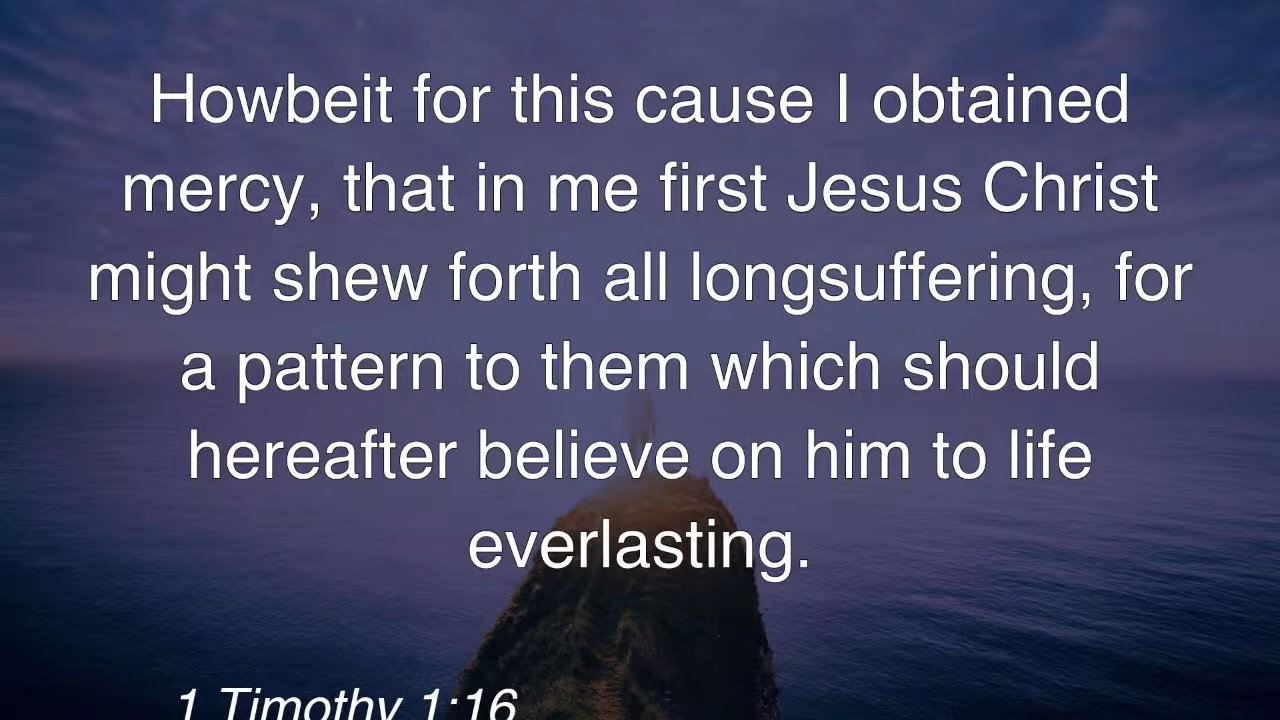 Howbeit for this cause I obtained
mercy, that in me first Jesus Christ
might shew forth all longsuffering, for
a pattern to them which should
hereafter believe on him to life
everlasting.
1 Timothy 1:16